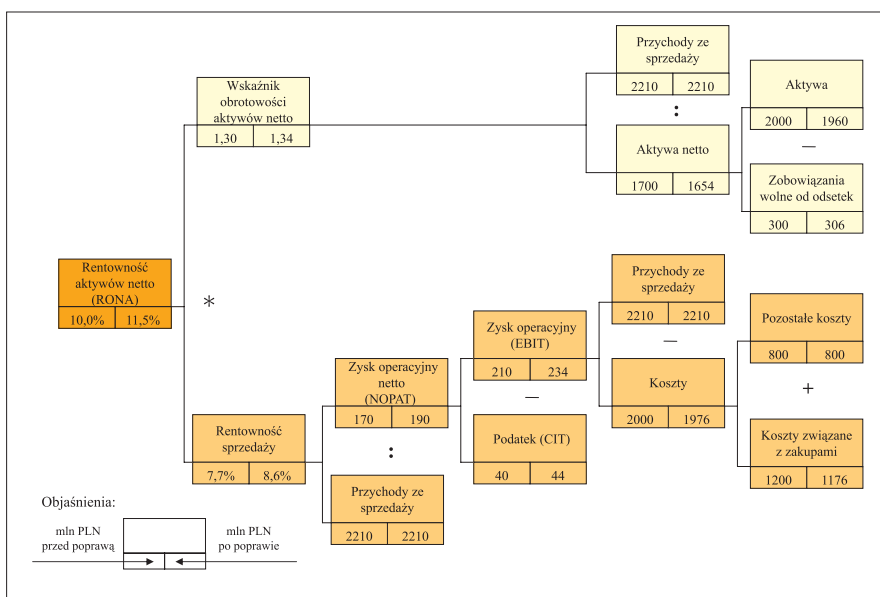 Przychody ze
sprzedaży
2210 2210
:
Aktywa
2000 1960
—
Wskaźnik
obrotowości
aktywów netto
1,30 1,34
Aktywa netto
1700 1654
Zobowiązania
wolne od odsetek
300 306
Rentowność
aktywów netto
(RONA)
10,0% 11,5%
*
Przychody ze
sprzedaży
2210 2210
—
Zysk operacyjny
(EBIT)
210 234
—
Pozostałe koszty
800 800
+
Zysk operacyjny
netto
(NOPAT)
170 190
:
Koszty
2000 1976
Rentowność
sprzedaży
7,7% 8,6%
Podatek (CIT)
40 44
Koszty związane
z zakupami
1200 1176
Przychody ze
sprzedaży
2210 2210
Objaśnienia:
mln PLN
przed poprawą
mln PLN
po poprawie